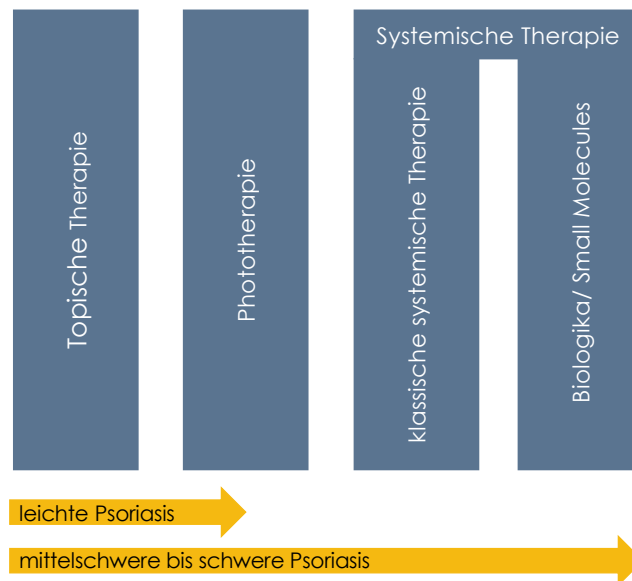 Systemische Therapie
Topische Therapie
Phototherapie
klassische systemische Therapie
Biologika/ Small Molecules
leichte Psoriasis
mittelschwere bis schwere Psoriasis